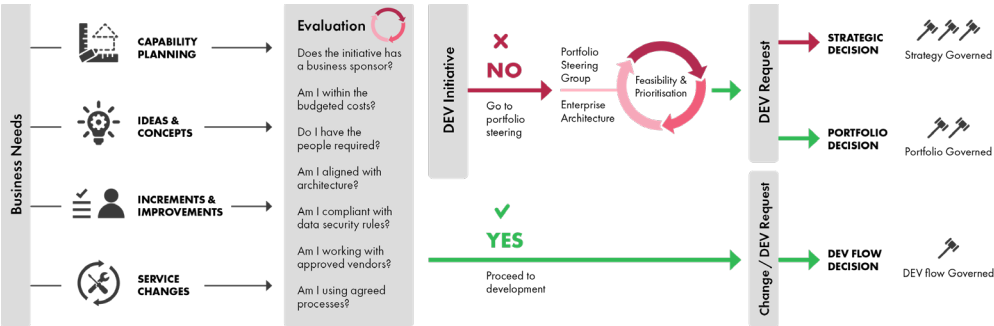 Business Needs
CAPABILITY
PLANNING
IDEAS &
CONCEPTS
INCREMENTS &
IMPROVEMENTS
SERVICE
CHANGES
Evaluation
Does the initiative has
a business sponsor?
Am I within the
budgeted costs?
Do I have the
people required?
Am I aligned with
architecture?
Am I compliant with
data security rules?
Am I working with
approved vendors?
Am I using agreed
processes?
DEV Initiative
NO
Go to
portfolio
steering
Portfolio
Steering
Group
Enterprise
Architecture
Feasibility &
Prioritisation
YES
Proceed to
development
DEV Request
Change / DEV Request
STRATEGIC
DECISION
Strategy Governed
PORTFOLIO
DECISION
Portfolio Governed
DEV FLOW
DECISION
DEV flow Governed